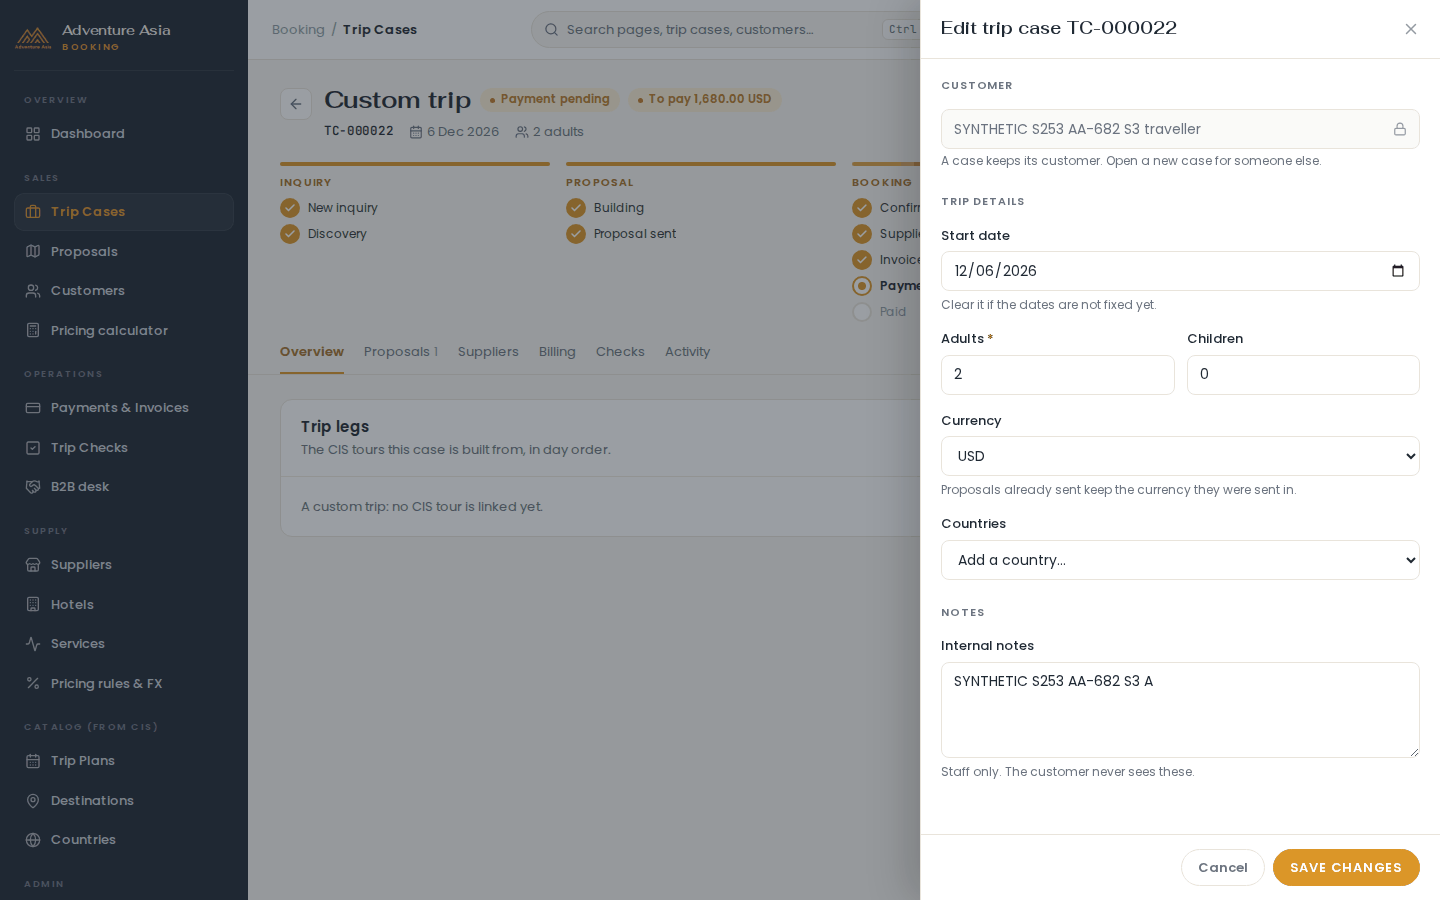 Adventure Asia
BOOKING
OVERVIEW
Dashboard
SALES
Trip Cases
Proposals
Customers
Pricing calculator
OPERATIONS
Payments & Invoices
Trip Checks
B2B desk
SUPPLY
Suppliers
Hotels
Services
Pricing rules & FX
CATALOG (FROM CIS)
Trip Plans
Destinations
Countries
ADMIN
Booking / Trip Cases
Search pages, trip cases, customers...
Ctrl
Custom trip
Payment pending
To pay 1,680.00 USD
TC-000022
6 Dec 2026
2 adults
INQUIRY
New inquiry
Discovery
PROPOSAL
Building
Proposal sent
BOOKING
Paid
Overview
Proposals 1
Suppliers
Billing
Checks
Activity
Trip legs
The CIS tours this case is built from, in day order.
A custom trip: no CIS tour is linked yet.
Edit trip case TC-000022
CUSTOMER
SYNTHETIC S253 AA-682 S3 traveller
A case keeps its customer. Open a new case for someone else.
TRIP DETAILS
Start date
12/06/2026
Clear it if the dates are not fixed yet.
Adults *
Children
2
0
Currency
USD
Proposals already sent keep the currency they were sent in.
Countries
Add a country...
NOTES
Internal notes
SYNTHETIC S253 AA-682 S3 A
Staff only. The customer never sees these.
Cancel
SAVE CHANGES